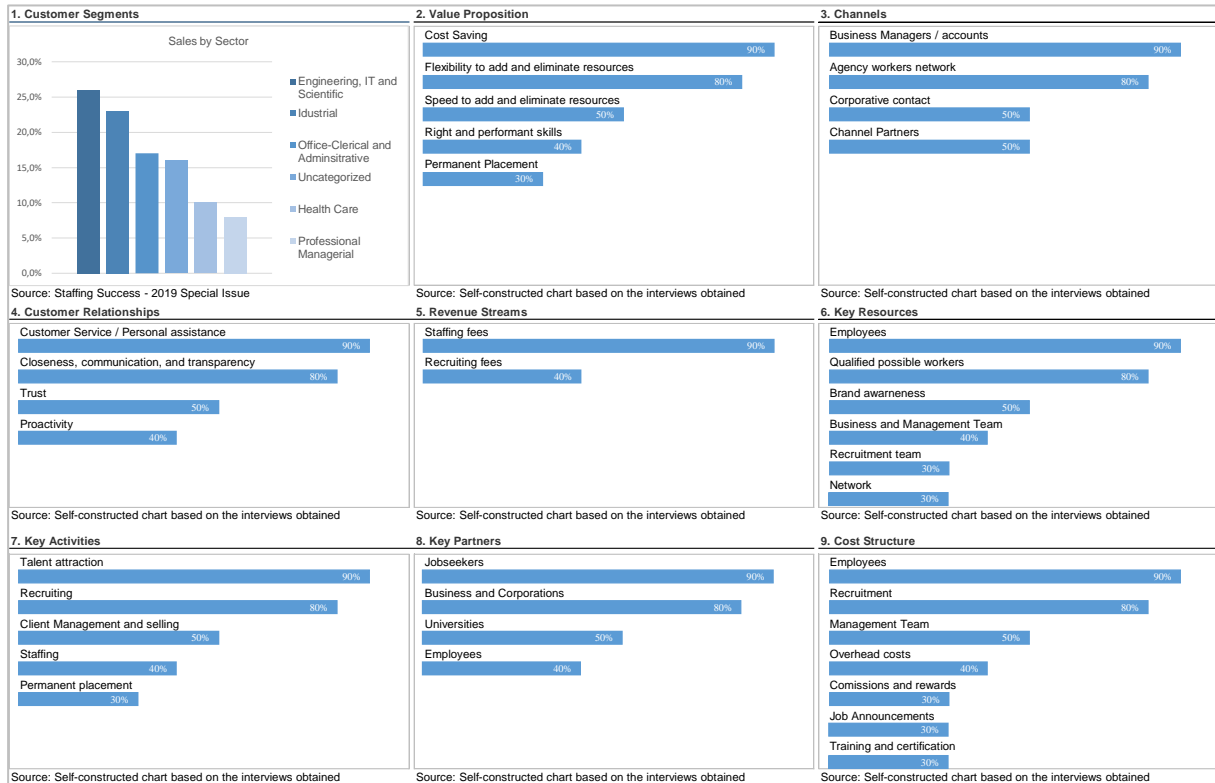 1. Customer Segments
Sales by Sector
30,0%
25,0%
20,0%
15,0%
10,0%
5,0%
0,0%
Engineering, IT and
Scientific
Idustrial
Office-Clerical and
Adminsitrative
Uncategorized
Health Care
Professional
Managerial
Source: Staffing Success - 2019 Special Issue
2. Value Proposition
Cost Saving
90%
Flexibility to add and eliminate resources
80%
Speed to add and eliminate resources
50%
Right and performant skills
40%
Permanent Placement
30%
Source: Self-constructed chart based on the interviews obtained
3. Channels
Business Managers / accounts
90%
Agency workers network
80%
Corporative contact
50%
Channel Partners
50%
Source: Self-constructed chart based on the interviews obtained
4. Customer Relationships
Customer Service / Personal assistance
90%
Closeness, communication, and transparency
80%
Trust
50%
Proactivity
40%
Source: Self-constructed chart based on the interviews obtained
5. Revenue Streams
Staffing fees
90%
Recruiting fees
40%
Source: Self-constructed chart based on the interviews obtained
6. Key Resources
Employees
90%
Qualified possible workers
80%
Brand awarneness
50%
Business and Management Team
40%
Recruitment team
30%
Network
30%
Source: Self-constructed chart based on the interviews obtained
7. Key Activities
Talent attraction
90%
Recruiting
80%
Client Management and selling
50%
Staffing
40%
Permanent placement
30%
Source: Self-constructed chart based on the interviews obtained
8. Key Partners
Jobseekers
90%
Business and Corporations
80%
Universities
50%
Employees
40%
Source: Self-constructed chart based on the interviews obtained
9. Cost Structure
Employees
90%
Recruitment
80%
Management Team
50%
Overhead costs
40%
Comissions and rewards
30%
Job Announcements
30%
Training and certification
30%
Source: Self-constructed chart based on the interviews obtained